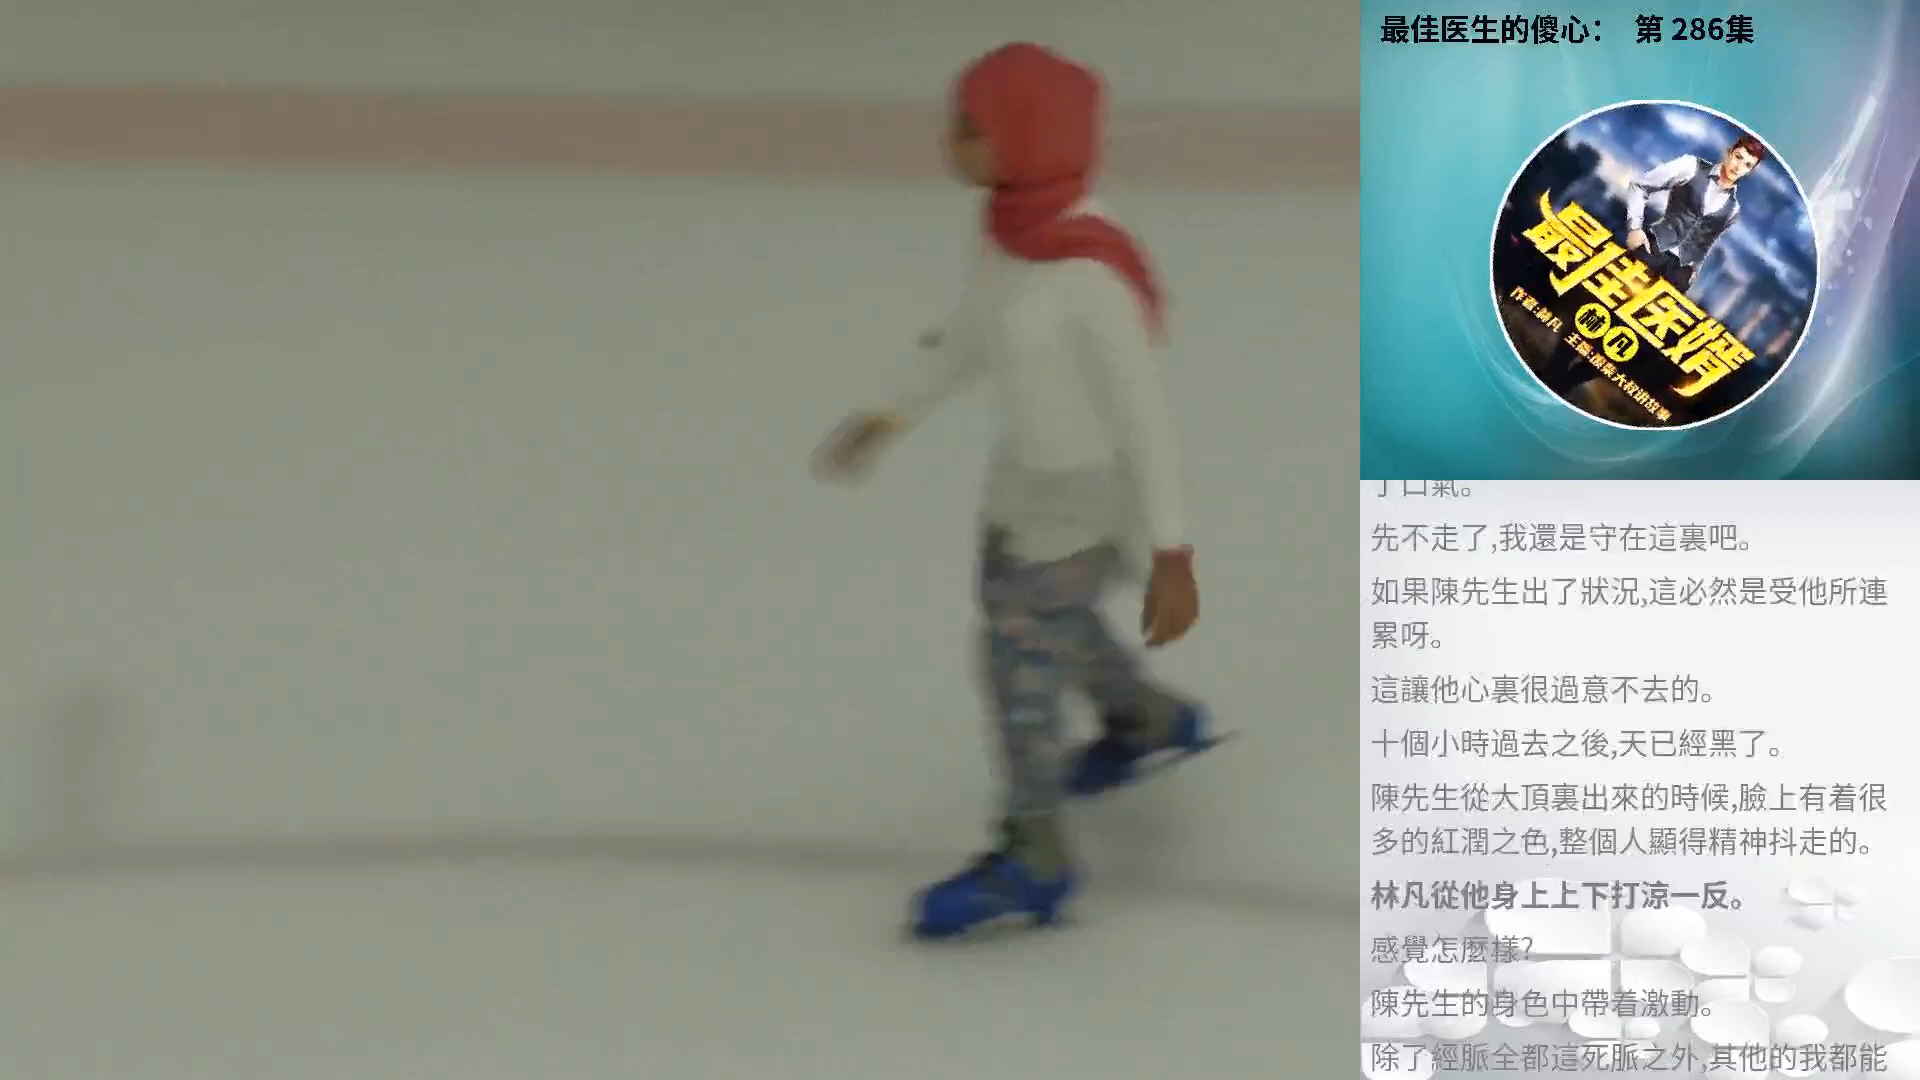 最佳医生的傻心： 第 286集
最佳医婿
林凡
作者:林凡
了口氣。
先不走了,我還是守在這裏吧。
如果陳先生出了狀況,這必然是受他所連
累呀。
這讓他心裏很過意不去的。
十個小時過去之後,天已經黑了。
陳先生從大頂裏出來的時候,臉上有着很
多的紅潤之色,整個人顯得精神抖走的。
林凡從他身上上下打涼一反。
感覺怎麼樣?
陳先生的身色中帶着激動。
除了經脈全都這死脈之外,其他的我都能